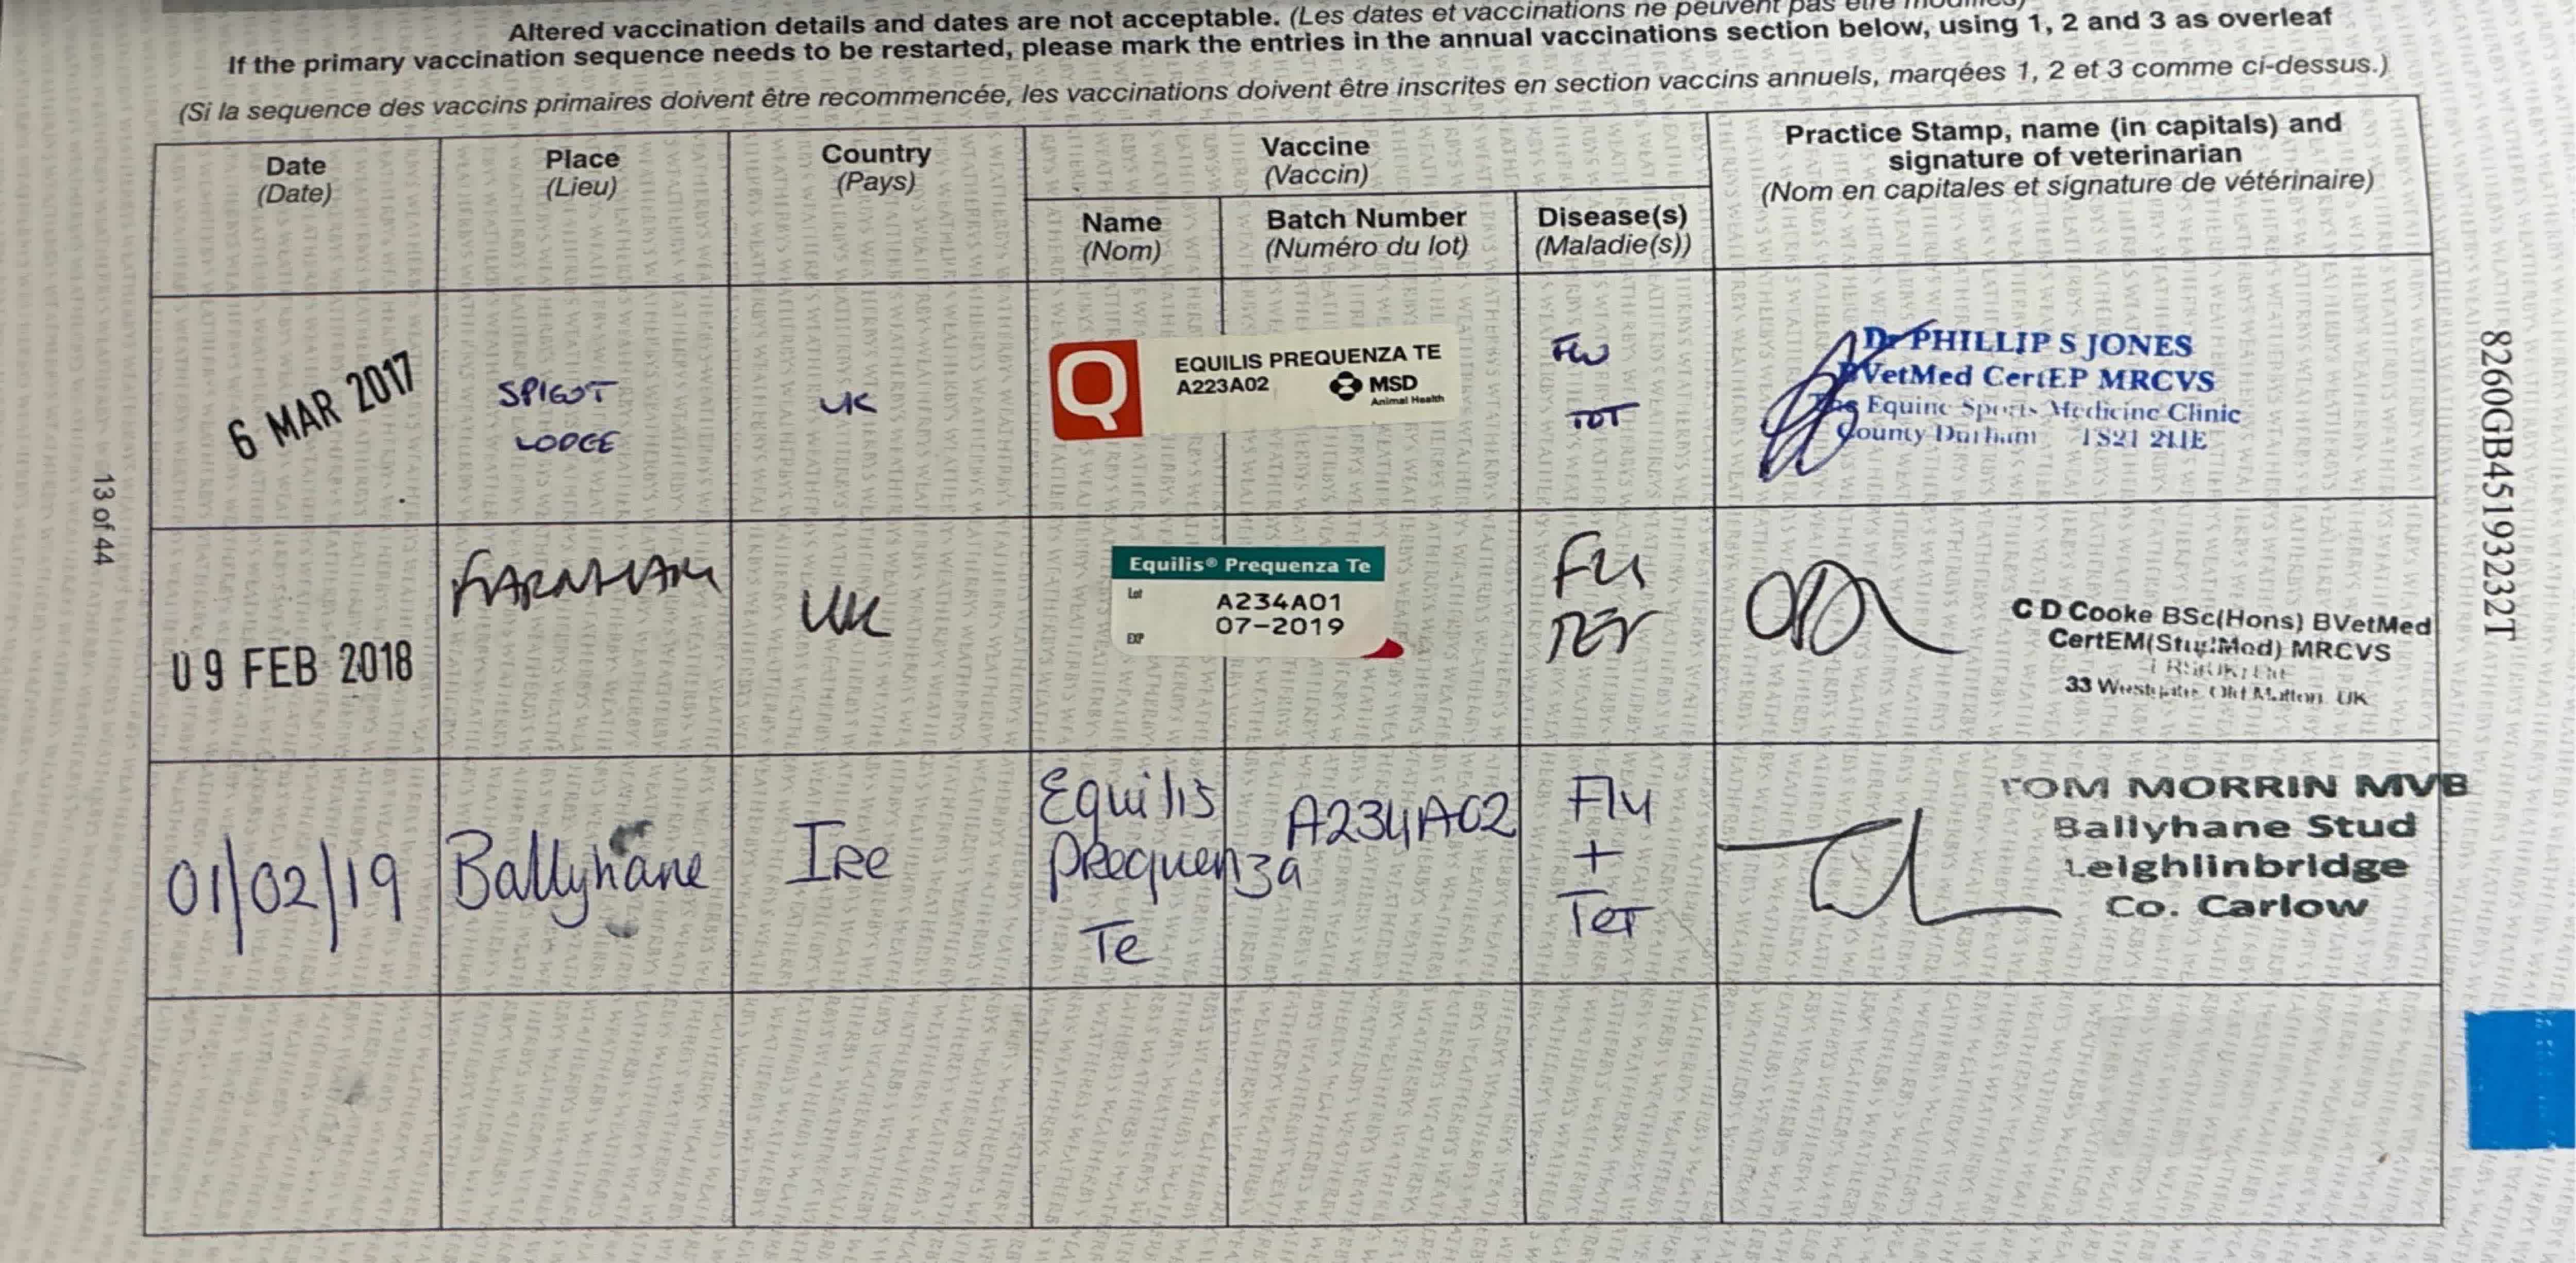 Altered vaccination details and dates are not acceptable. (Les dates et vaccinations ne peuvent pas être
If the primary vaccination sequence needs to be restarted, please mark the entries in the annual vaccinations section below, using 1, 2 and 3 as overleaf
(Si la sequence des vaccins primaires doivent être recommencée, les vaccinations doivent être inscrites en section vaccins annuels, marqées 1, 2 et 3 comme ci-dessus.)
Date
(Date)
Place
(Lieu)
Country
(Pays)
Vaccine
(Vaccin)
Name
(Nom)
Batch Number
(Numéro du lot)
Disease(s)
(Maladie(s))
Practice Stamp, name (in capitals) and
signature of veterinarian
(Nom en capitales et signature de vétérinaire)
6 MAR 2017
SPIGOT
LODGE
UK
Q
EQUILIS PREQUENZA TE
A223A02
MSD
Animal Health
Flu
TET
Dr PHILLIP S JONES
BVetMed CertEP MRCVS
The Equine Sports Medicine Clinic
County Durham
09 FEB 2018
UK
Equilis® Prequenza Te
Lot
A234A01
07-2019
EXP
Flu
TET
C D Cooke BSc(Hons) BVetMed
CertEM(Stud Med) MRCVS
33 Westgate Old Malton UK
01/02/19
Ballyhane
IRE
Equilis
Prequenza
Te
A234A02
Flu
+
Tet
TOM MORRIN MVB
Ballyhane Stud
Leighlinbridge
Co. Carlow
13 of 44
8260GB45193232T